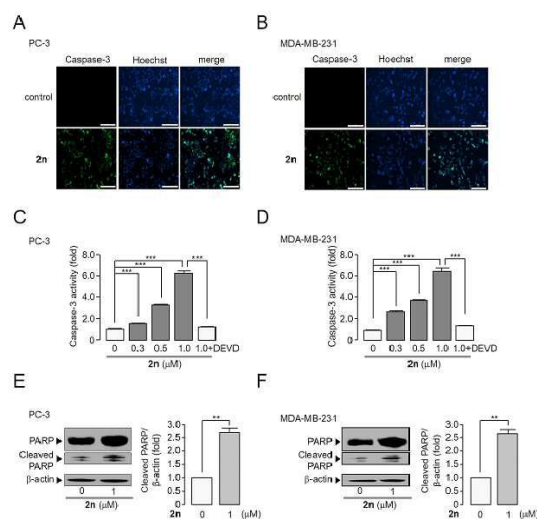 A
PC-3
Caspase-3 Hoechst merge
control
2n
B
MDA-MB-231
Caspase-3 Hoechst merge
control
2n
C
PC-3
Caspase-3 activity (fold)
8.0
6.0
4.0
2.0
0
***
***
***
***
0 0.3 0.5 1.0 1.0+DEVD
2n (μM)
D
MDA-MB-231
Caspase-3 activity (fold)
8.0
6.0
4.0
2.0
0
***
***
***
***
0 0.3 0.5 1.0 1.0+DEVD
2n (μM)
E
PC-3
PARP
Cleaved
PARP
β-actin
0 1
2n (μM)
Cleaved PARP/
β-actin (fold)
3.0
2.5
2.0
1.5
1.0
0.5
0
**
2n 0 1 (μM)
F
MDA-MB-231
PARP
Cleaved
PARP
β-actin
0 1
2n (μM)
Cleaved PARP/
β-actin (fold)
3.0
2.5
2.0
1.5
1.0
0.5
0
**
2n 0 1 (μM)